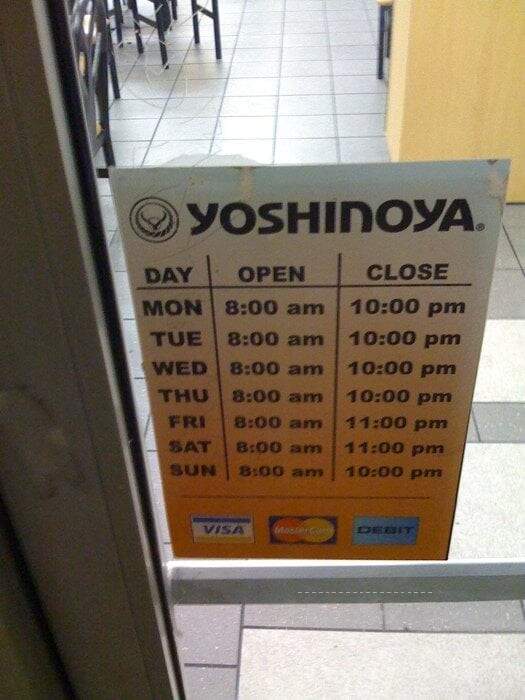 YOSHINOYA®
DAY OPEN CLOSE
MON 8:00 am 10:00 pm
TUE 8:00 am 10:00 pm
WED 8:00 am 10:00 pm
THU 8:00 am 10:00 pm
FRI 8:00 am 11:00 pm
SAT 8:00 am 11:00 pm
SUN 8:00 am 10:00 pm
VISA MasterCard DEBIT